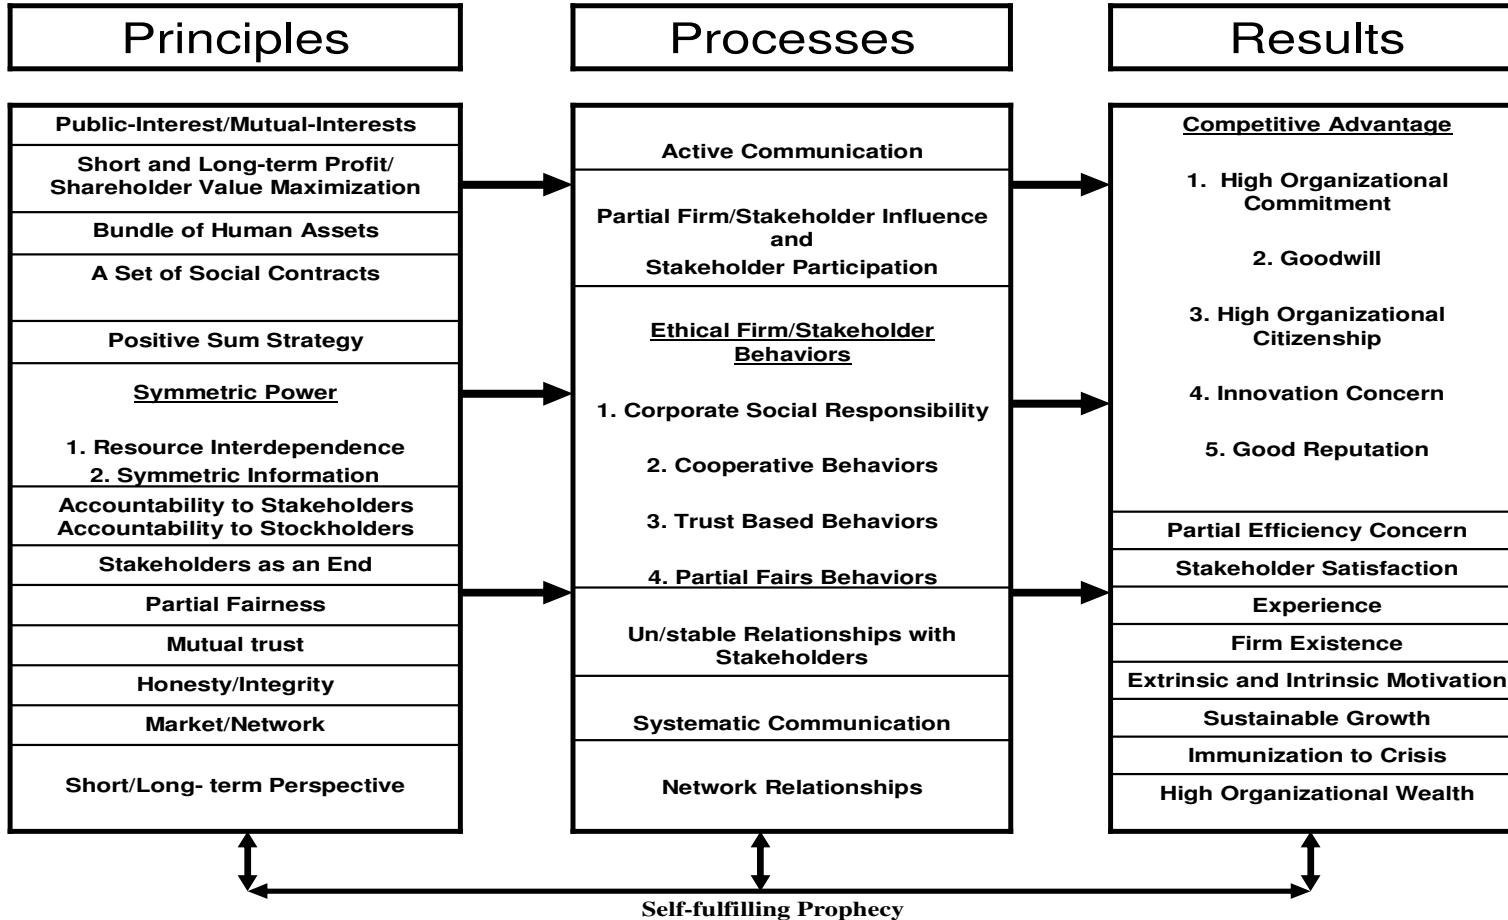 Principles
Processes
Results
Public-Interest/Mutual-Interests
Short and Long-term Profit/
Shareholder Value Maximization
Bundle of Human Assets
A Set of Social Contracts
Positive Sum Strategy
Symmetric Power
1. Resource Interdependence
2. Symmetric Information
Accountability to Stakeholders
Accountability to Stockholders
Stakeholders as an End
Partial Fairness
Mutual trust
Honesty/Integrity
Market/Network
Short/Long- term Perspective
Active Communication
Partial Firm/Stakeholder Influence
and
Stakeholder Participation
Ethical Firm/Stakeholder
Behaviors
1. Corporate Social Responsibility
2. Cooperative Behaviors
3. Trust Based Behaviors
4. Partial Fairs Behaviors
Un/stable Relationships with
Stakeholders
Systematic Communication
Network Relationships
Competitive Advantage
1. High Organizational
Commitment
2. Goodwill
3. High Organizational
Citizenship
4. Innovation Concern
5. Good Reputation
Partial Efficiency Concern
Stakeholder Satisfaction
Experience
Firm Existence
Extrinsic and Intrinsic Motivation
Sustainable Growth
Immunization to Crisis
High Organizational Wealth
Self-fulfilling Prophecy